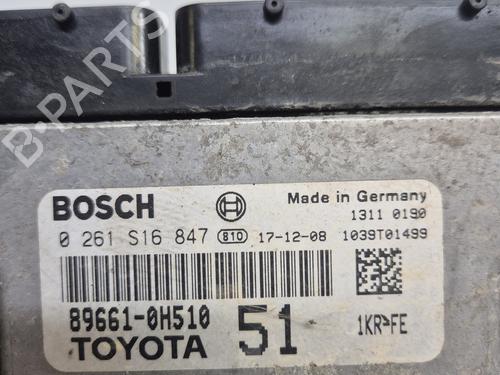 B-PARTS
BOSCH
Made in Germany
1311 0190
0 261 S16 847 810 17-12-08 1039T01499
89661-0H510 51 1KR-FE
TOYOTA